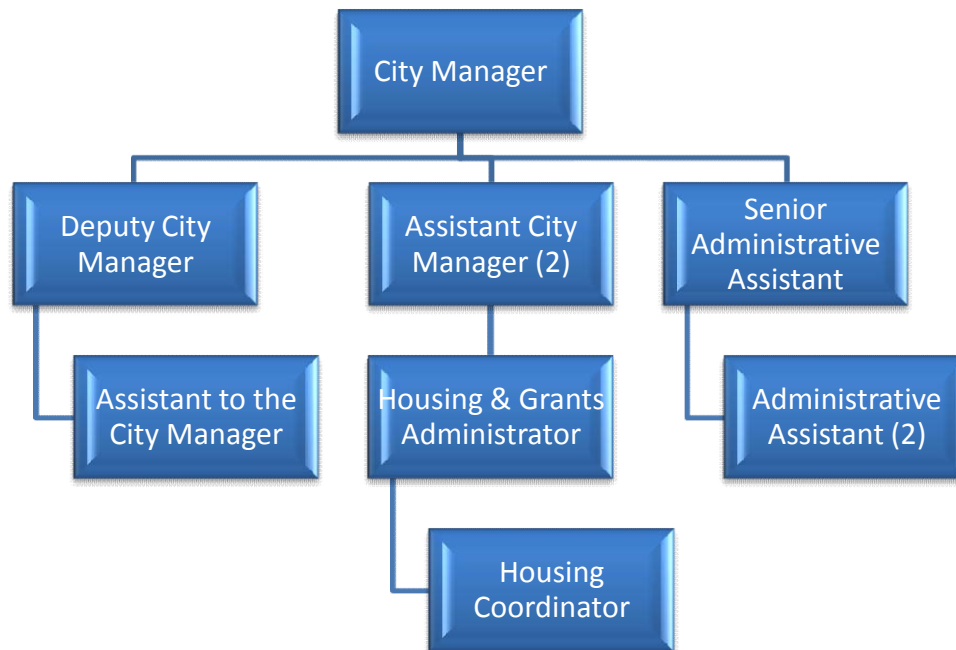 City Manager
Deputy City
Manager
Assistant City
Manager (2)
Senior
Administrative
Assistant
Assistant to the
City Manager
Housing & Grants
Administrator
Administrative
Assistant (2)
Housing
Coordinator